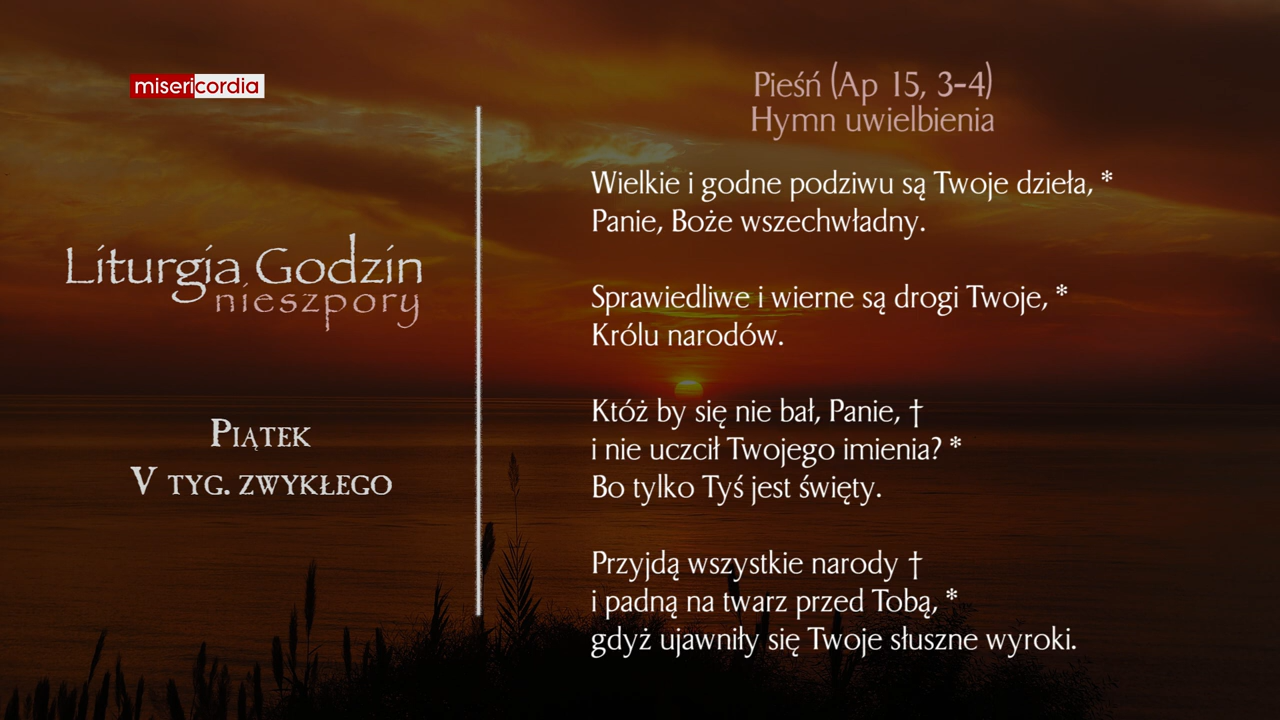 misericordia
Liturgia Godzin
nieszpory
Piątek
V tyg. zwykłego
Pieśń (Ap 15, 3-4)
Hymn uwielbienia
Wielkie i godne podziwu są Twoje dzieła, *
Panie, Boże wszechwładny.
Sprawiedliwe i wierne są drogi Twoje, *
Królu narodów.
Któż by się nie bał, Panie, †
i nie uczcił Twojego imienia? *
Bo tylko Tyś jest święty.
Przyjdą wszystkie narody †
i padną na twarz przed Tobą, *
gdyż ujawniły się Twoje słuszne wyroki.